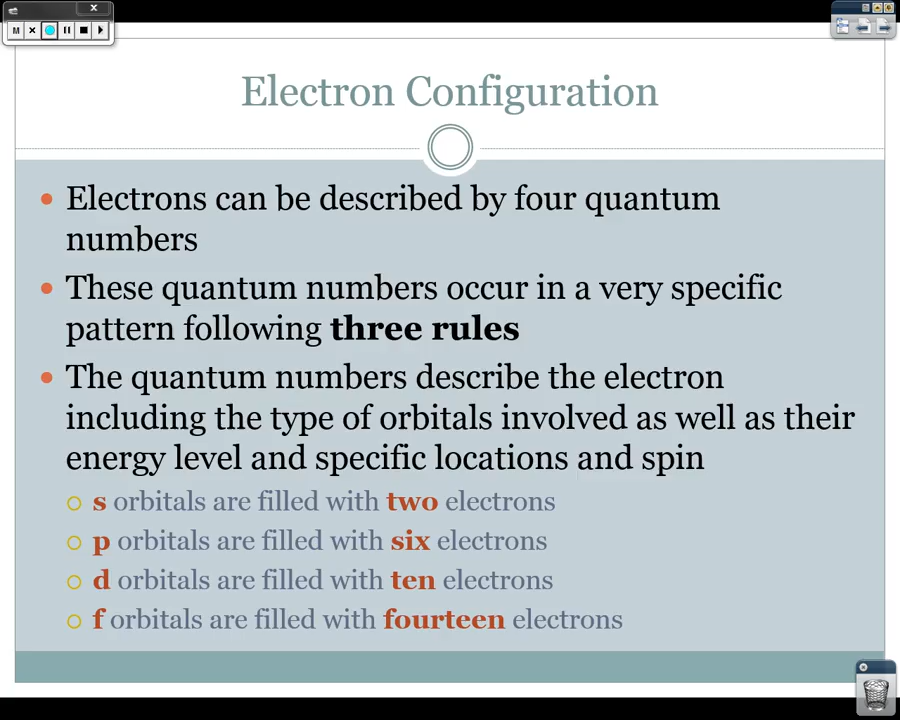 M
Electron Configuration
Electrons can be described by four quantum
numbers
These quantum numbers occur in a very specific
pattern following three rules
The quantum numbers describe the electron
including the type of orbitals involved as well as their
energy level and specific locations and spin
s orbitals are filled with two electrons
p orbitals are filled with six electrons
d orbitals are filled with ten electrons
f orbitals are filled with fourteen electrons